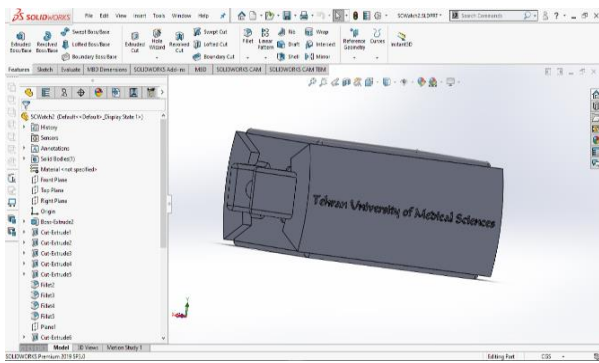 SOLIDWORKS File Edit View Insert Tools Window Help SCWatch2.SLDPRT * Search Commands
Extruded Boss/Base Revolved Boss/Base Swept Boss/Base Lofted Boss/Base Boundary Boss/Base Extruded Cut Hole Wizard Revolved Cut Swept Cut Lofted Cut Boundary Cut Fillet Linear Pattern Rib Draft Shell Wrap Intersect Mirror Reference Geometry Curves Instant3D
Features Sketch Evaluate MBD Dimensions SOLIDWORKS Add-Ins MBD SOLIDWORKS CAM SOLIDWORKS CAM TBM
SCWatch2 (Default<<Default>_Display State 1>)
History
Sensors
Annotations
Solid Bodies(1)
Material <not specified>
Front Plane
Top Plane
Right Plane
Origin
Boss-Extrude2
Cut-Extrude1
Cut-Extrude2
Cut-Extrude3
Cut-Extrude4
Cut-Extrude5
Fillet2
Fillet3
Fillet4
Fillet5
Plane1
Cut-Extrude6
Tehran University of Medical Sciences
Model 3D Views Motion Study 1
SOLIDWORKS Premium 2019 SP3.0 Editing Part CGS